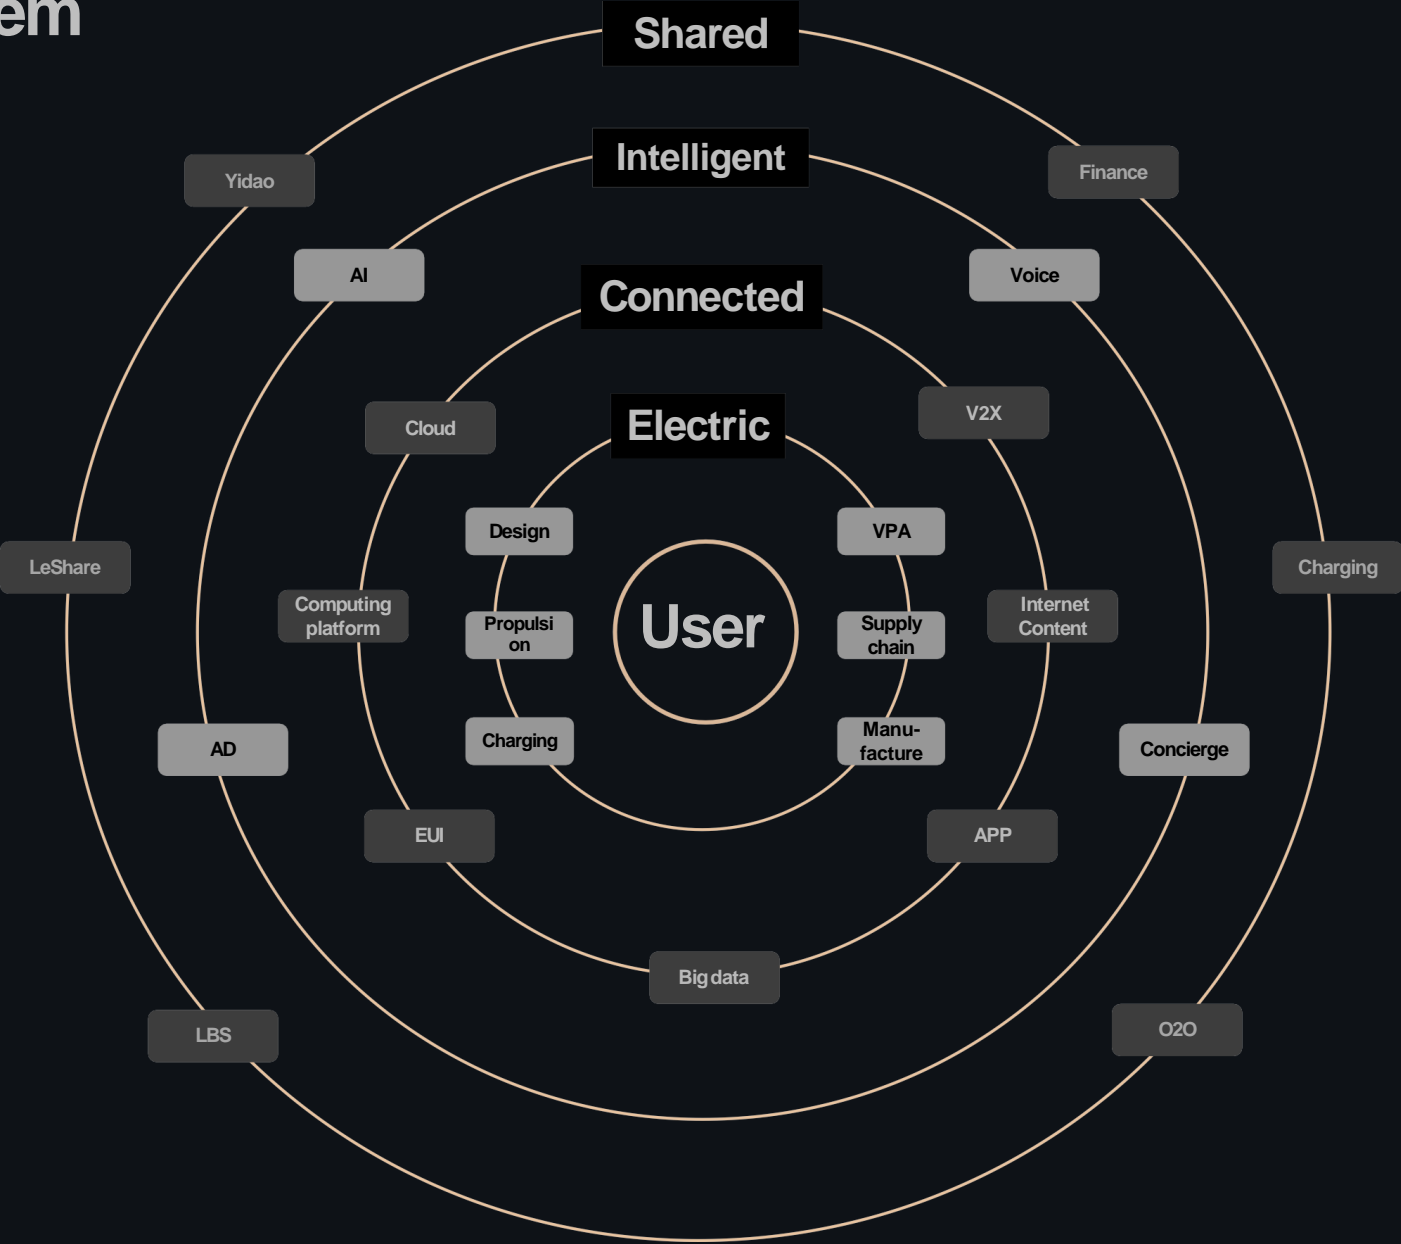 em
Shared
Intelligent
Finance
Yidao
AI
Voice
Connected
V2X
Cloud
Electric
Design
VPA
LeShare
Charging
Computing
platform
Propulsi
on
User
Supply
chain
Internet
Content
AD
Charging
Manu-
facture
Concierge
EUI
APP
Big data
LBS
O2O